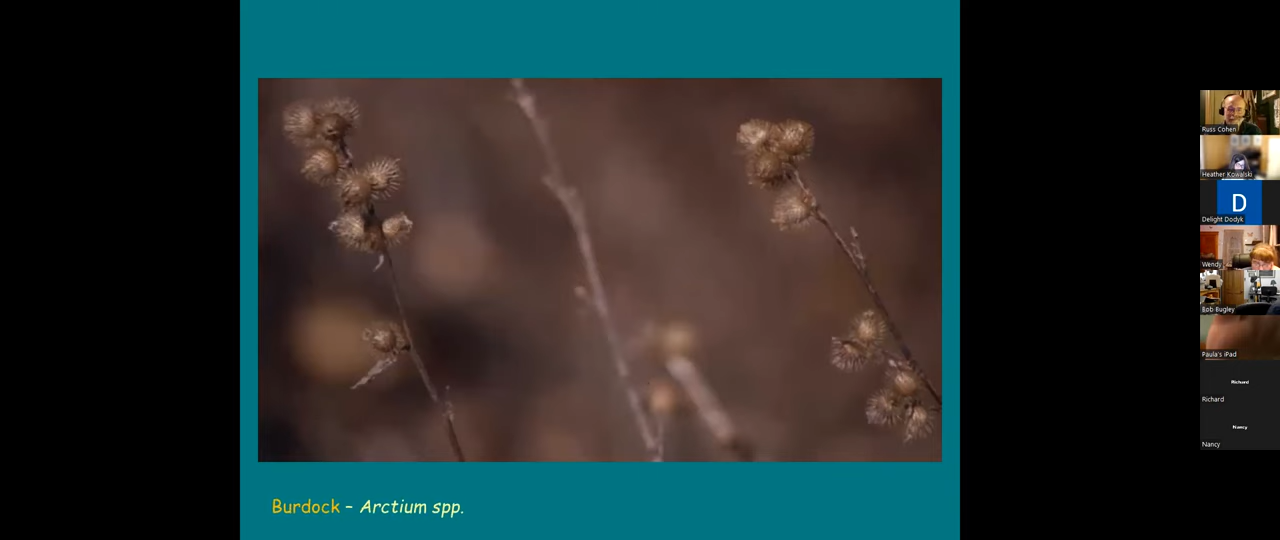 Burdock – Arctium spp.
Russ Cohen
Heather Kowalski
D
Delight Dodyk
Wendy
Bob Bugley
Paula's iPad
Richard
Richard
Nancy
Nancy